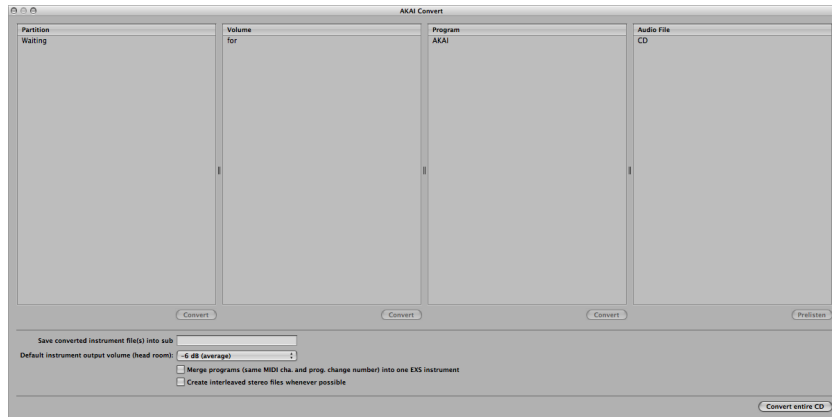 AKAI Convert
Partition Volume Program Audio File
Waiting for AKAI CD
Convert Convert Convert Prelisten
Save converted instrument file(s) into sub
Default instrument output volume (head room): -6 dB (average)
Merge programs (same MIDI cha. and prog. change number) into one EXS instrument
Create interleaved stereo files whenever possible
Convert entire CD